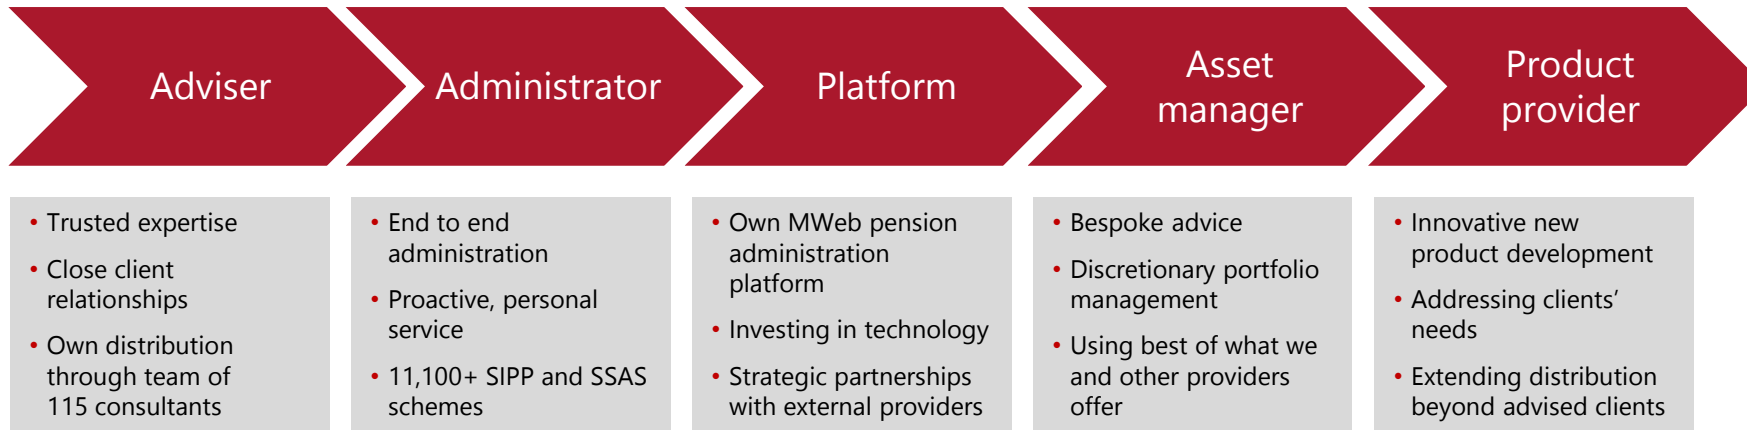 Adviser
Administrator
Platform
Asset
manager
Product
provider
• Trusted expertise
• Close client
relationships
• Own distribution
through team of
115 consultants
• End to end
administration
• Proactive, personal
service
• 11,100+ SIPP and SSAS
schemes
• Own MWeb pension
administration
platform
• Investing in technology
• Strategic partnerships
with external providers
• Bespoke advice
• Discretionary portfolio
management
• Using best of what we
and other providers
offer
• Innovative new
product development
• Addressing clients’
needs
• Extending distribution
beyond advised clients